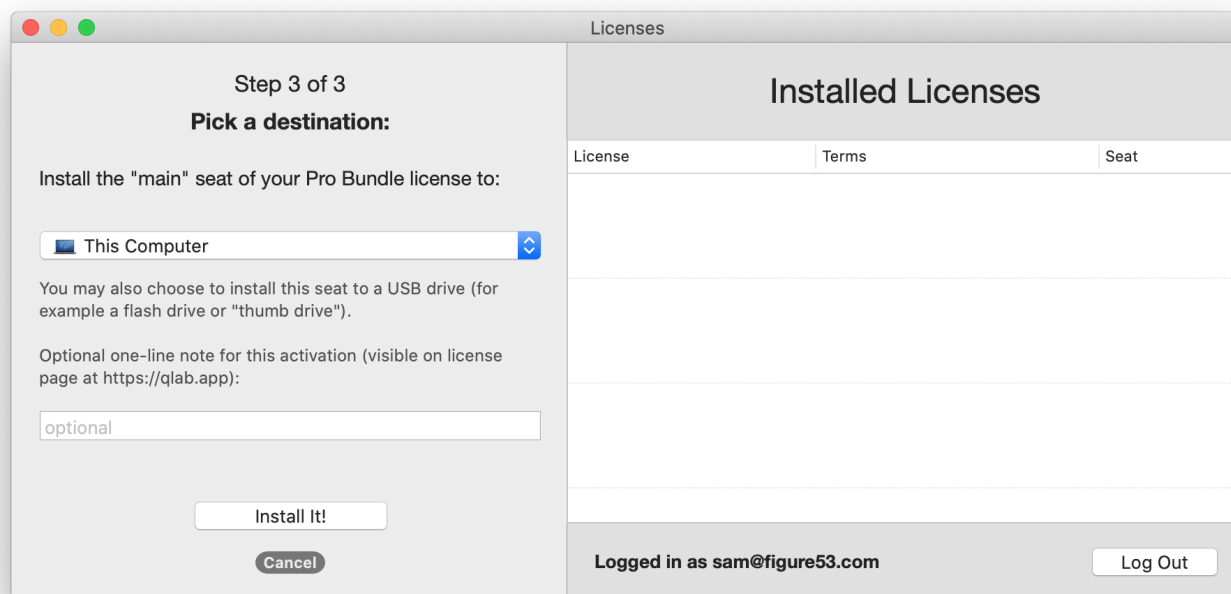 Licenses
Step 3 of 3
Pick a destination:
Install the "main" seat of your Pro Bundle license to:
This Computer
You may also choose to install this seat to a USB drive (for
example a flash drive or "thumb drive").
Optional one-line note for this activation (visible on license
page at https://qlab.app):
optional
Install It!
Cancel
Installed Licenses
License Terms Seat
Logged in as sam@figure53.com
Log Out